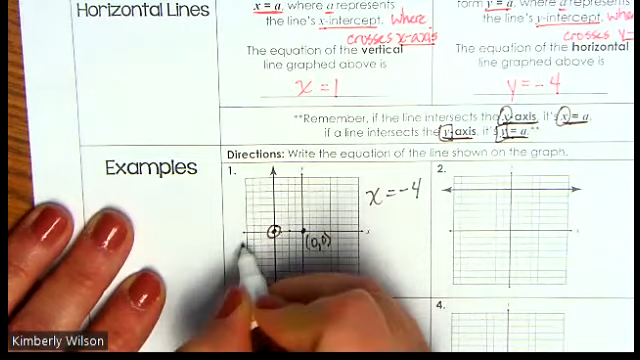 Horizontal Lines
x = a, where a represents
the line's x-intercept. where
crosses x-axis
The equation of the vertical
line graphed above is
x = 1
form y = a, where a represents
the line's y-intercept. whe
crosses y-
The equation of the horizontal
line graphed above is
y = -4
**Remember, if the line intersects the x-axis, it's x = a.
if a line intersects the y-axis, it's y = a.**
Examples
Directions: Write the equation of the line shown on the graph.
1.
x = -4
(0,0)
x
2.
4.
Kimberly Wilson